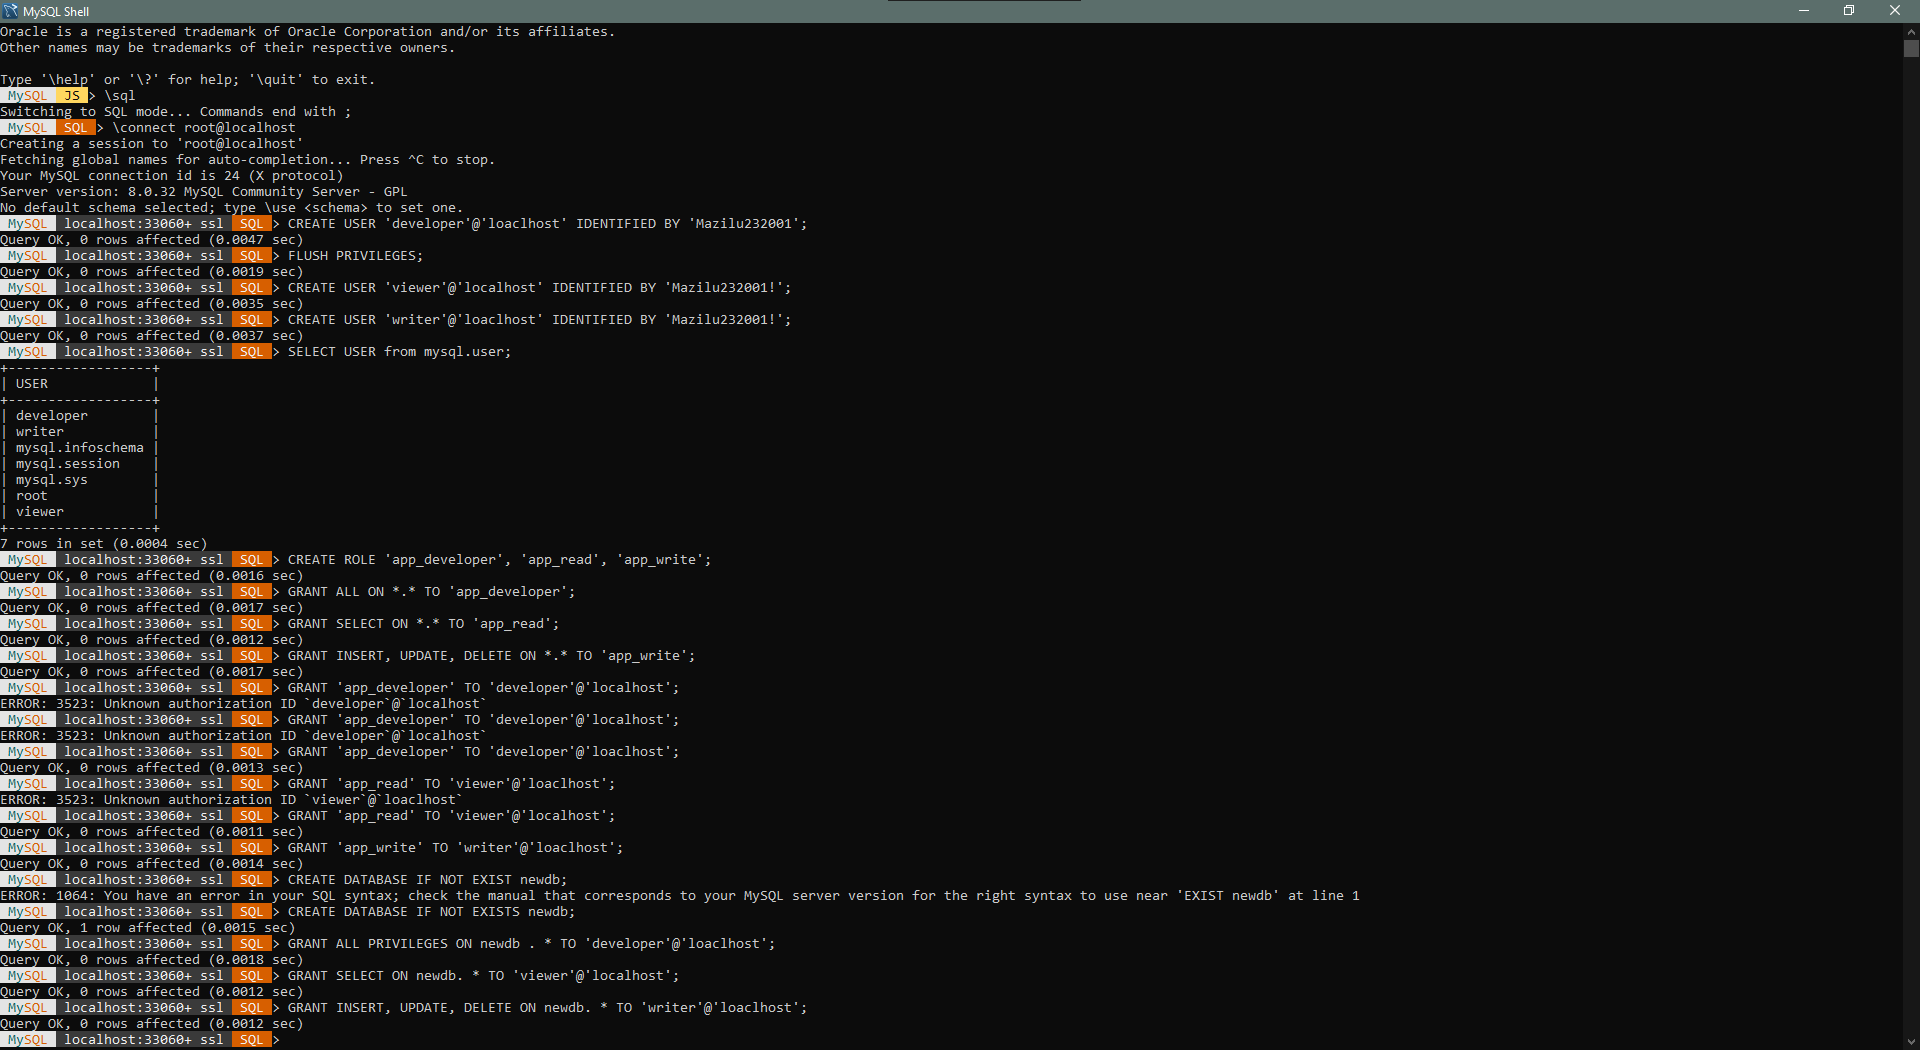 MySQL Shell
Oracle is a registered trademark of Oracle Corporation and/or its affiliates.
Other names may be trademarks of their respective owners.
Type '\help' or '\?' for help; '\quit' to exit.
MySQL JS > \sql
Switching to SQL mode... Commands end with ;
MySQL SQL > \connect root@localhost
Creating a session to 'root@localhost'
Fetching global names for auto-completion... Press ^C to stop.
Your MySQL connection id is 24 (X protocol)
Server version: 8.0.32 MySQL Community Server - GPL
No default schema selected; type \use <schema> to set one.
MySQL localhost:33060+ ssl SQL > CREATE USER 'developer'@'loaclhost' IDENTIFIED BY 'Mazilu232001';
Query OK, 0 rows affected (0.0047 sec)
MySQL localhost:33060+ ssl SQL > FLUSH PRIVILEGES;
Query OK, 0 rows affected (0.0019 sec)
MySQL localhost:33060+ ssl SQL > CREATE USER 'viewer'@'localhost' IDENTIFIED BY 'Mazilu232001!';
Query OK, 0 rows affected (0.0035 sec)
MySQL localhost:33060+ ssl SQL > CREATE USER 'writer'@'loaclhost' IDENTIFIED BY 'Mazilu232001!';
Query OK, 0 rows affected (0.0037 sec)
MySQL localhost:33060+ ssl SQL > SELECT USER from mysql.user;
+------------------+
| USER             |
+------------------+
| developer        |
| writer           |
| mysql.infoschema |
| mysql.session    |
| mysql.sys        |
| root             |
| viewer           |
+------------------+
7 rows in set (0.0004 sec)
MySQL localhost:33060+ ssl SQL > CREATE ROLE 'app_developer', 'app_read', 'app_write';
Query OK, 0 rows affected (0.0016 sec)
MySQL localhost:33060+ ssl SQL > GRANT ALL ON *.* TO 'app_developer';
Query OK, 0 rows affected (0.0017 sec)
MySQL localhost:33060+ ssl SQL > GRANT SELECT ON *.* TO 'app_read';
Query OK, 0 rows affected (0.0012 sec)
MySQL localhost:33060+ ssl SQL > GRANT INSERT, UPDATE, DELETE ON *.* TO 'app_write';
Query OK, 0 rows affected (0.0017 sec)
MySQL localhost:33060+ ssl SQL > GRANT 'app_developer' TO 'developer'@'localhost';
ERROR: 3523: Unknown authorization ID `developer`@`localhost`
MySQL localhost:33060+ ssl SQL > GRANT 'app_developer' TO 'developer'@'localhost';
ERROR: 3523: Unknown authorization ID `developer`@`localhost`
MySQL localhost:33060+ ssl SQL > GRANT 'app_developer' TO 'developer'@'loaclhost';
Query OK, 0 rows affected (0.0013 sec)
MySQL localhost:33060+ ssl SQL > GRANT 'app_read' TO 'viewer'@'loaclhost';
ERROR: 3523: Unknown authorization ID `viewer`@`loaclhost`
MySQL localhost:33060+ ssl SQL > GRANT 'app_read' TO 'viewer'@'localhost';
Query OK, 0 rows affected (0.0011 sec)
MySQL localhost:33060+ ssl SQL > GRANT 'app_write' TO 'writer'@'loaclhost';
Query OK, 0 rows affected (0.0014 sec)
MySQL localhost:33060+ ssl SQL > CREATE DATABASE IF NOT EXIST newdb;
ERROR: 1064: You have an error in your SQL syntax; check the manual that corresponds to your MySQL server version for the right syntax to use near 'EXIST newdb' at line 1
MySQL localhost:33060+ ssl SQL > CREATE DATABASE IF NOT EXISTS newdb;
Query OK, 1 row affected (0.0015 sec)
MySQL localhost:33060+ ssl SQL > GRANT ALL PRIVILEGES ON newdb . * TO 'developer'@'loaclhost';
Query OK, 0 rows affected (0.0018 sec)
MySQL localhost:33060+ ssl SQL > GRANT SELECT ON newdb. * TO 'viewer'@'localhost';
Query OK, 0 rows affected (0.0012 sec)
MySQL localhost:33060+ ssl SQL > GRANT INSERT, UPDATE, DELETE ON newdb. * TO 'writer'@'loaclhost';
Query OK, 0 rows affected (0.0012 sec)
MySQL localhost:33060+ ssl SQL >